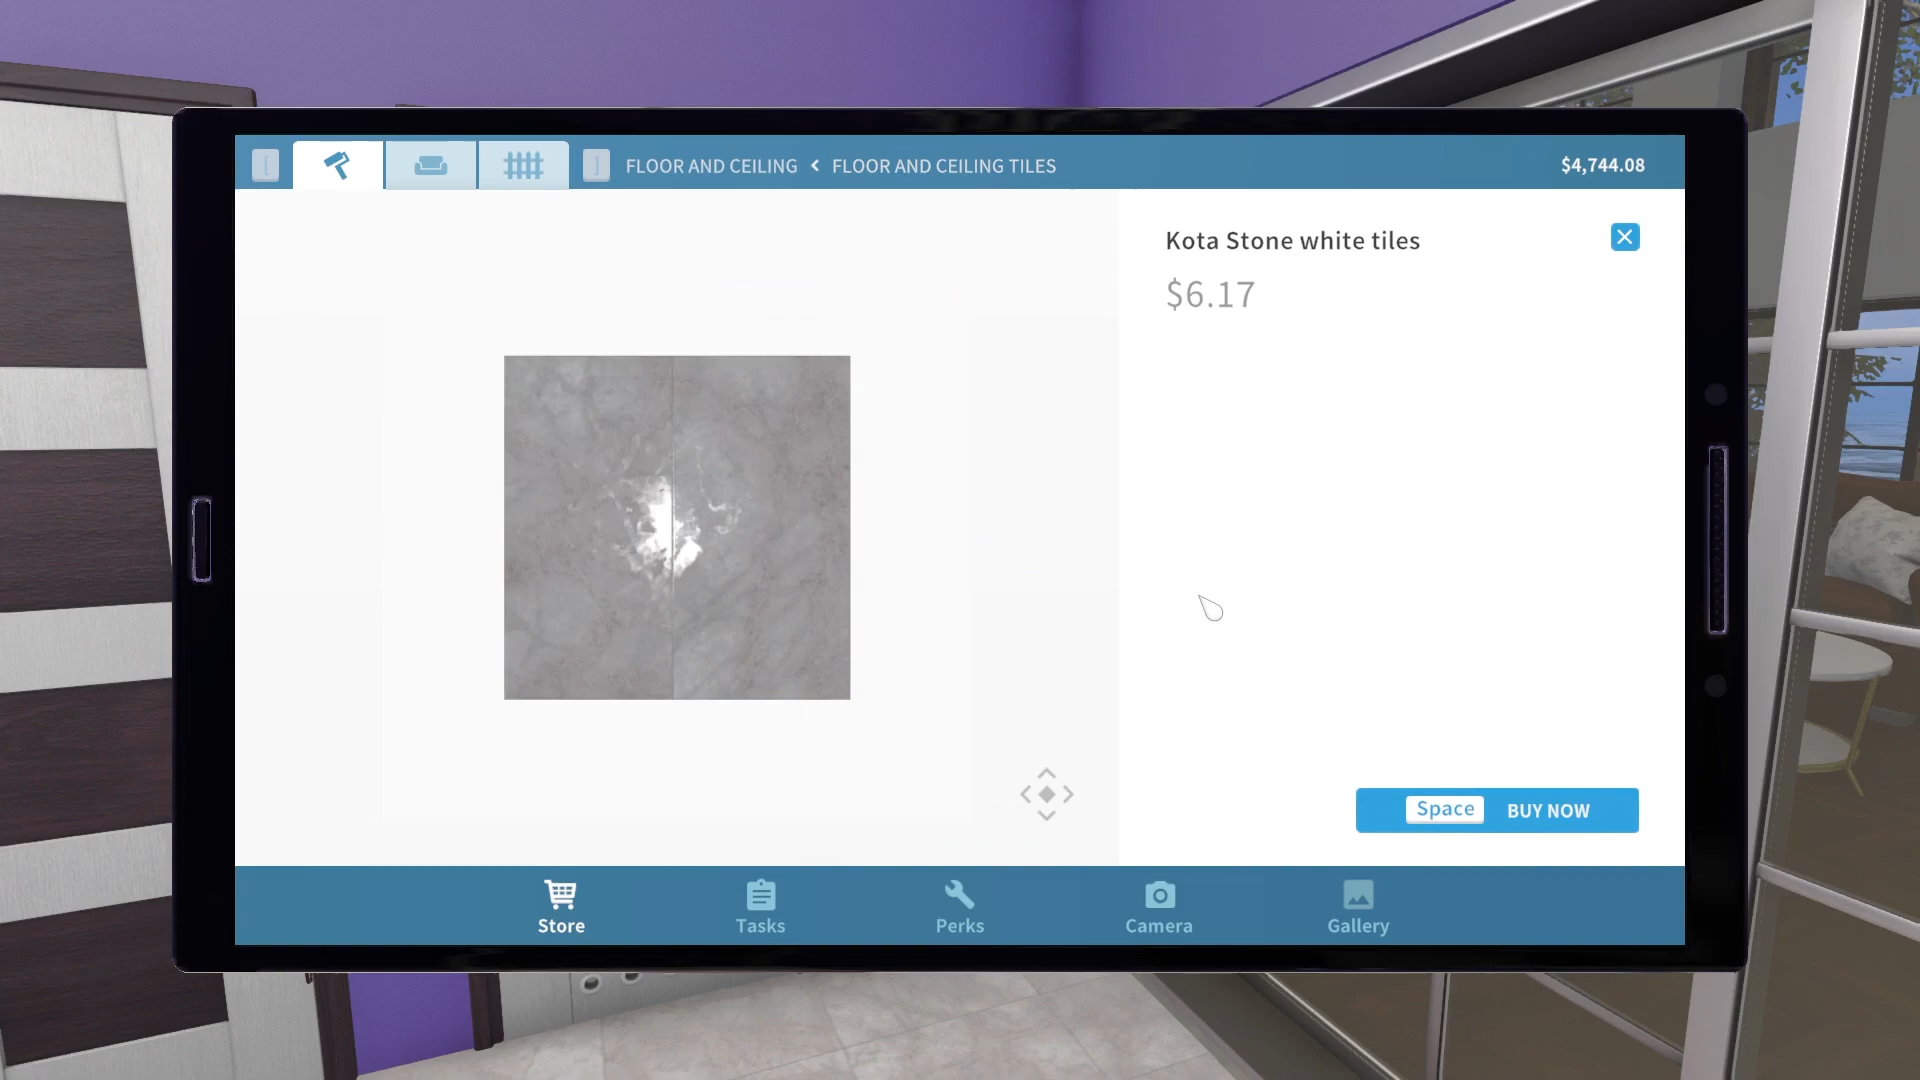 [
]
FLOOR AND CEILING < FLOOR AND CEILING TILES
$4,744.08
Kota Stone white tiles
$6.17
Space BUY NOW
Store
Tasks
Perks
Camera
Gallery